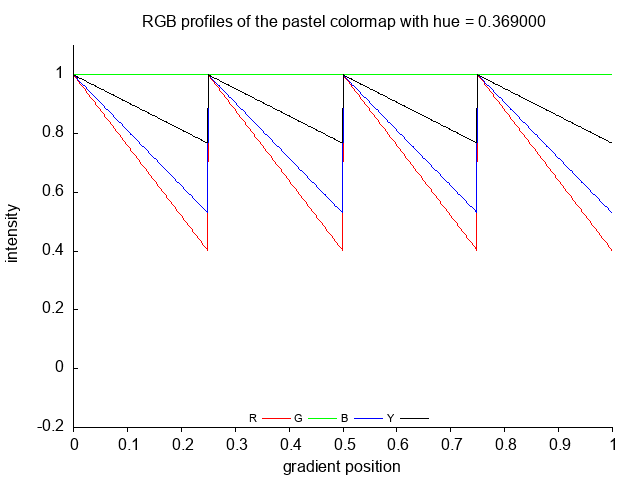 RGB profiles of the pastel colormap with hue = 0.369000
1
0.8
0.6
0.4
0.2
0
-0.2
intensity
R G B Y
0 0.1 0.2 0.3 0.4 0.5 0.6 0.7 0.8 0.9 1
gradient position